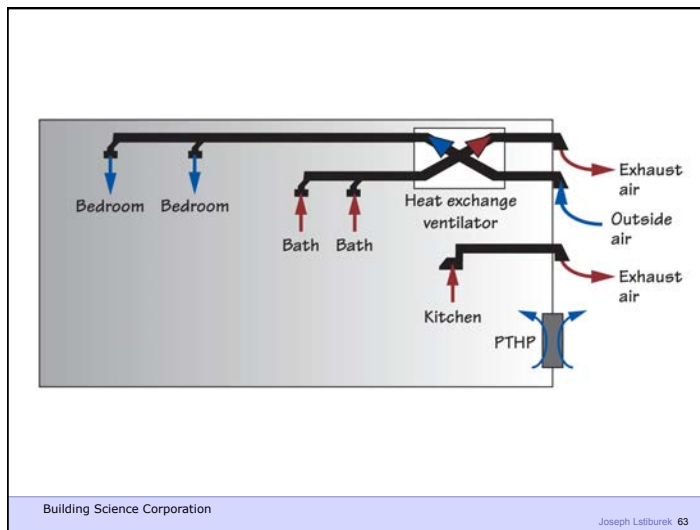 Exhaust
air
Bedroom Bedroom
Heat exchange
ventilator
Bath Bath
Outside
air
Exhaust
air
Kitchen
PTHP
Building Science Corporation
Joseph Lstiburek 63